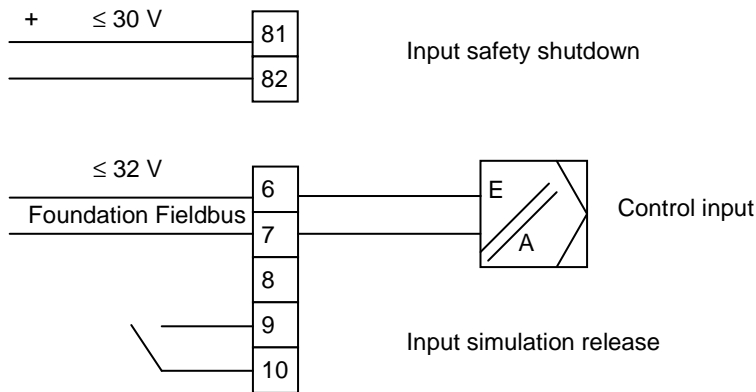 + ≤ 30 V
81
Input safety shutdown
82
≤ 32 V
6
E
Control input
Foundation Fieldbus
7
A
8
9
Input simulation release
10